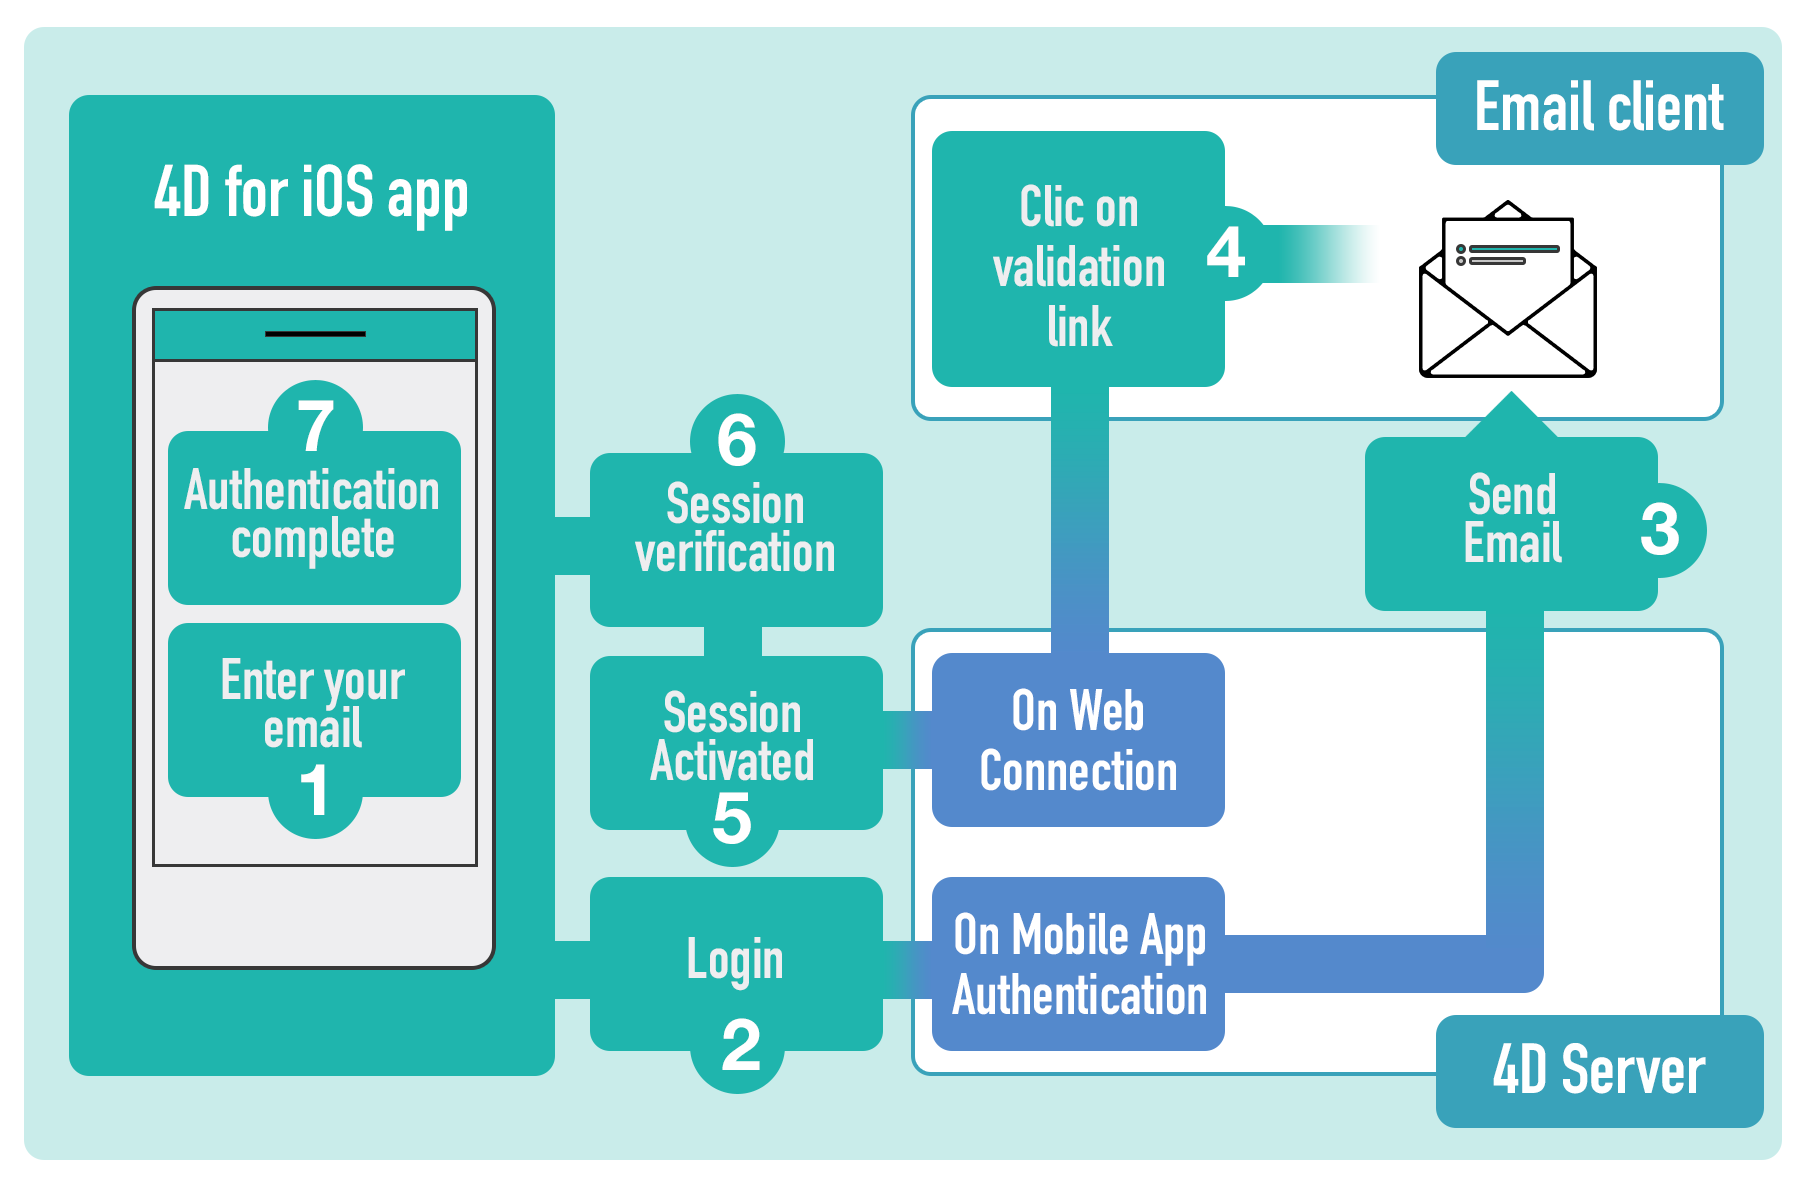 4D for iOS app
7
Authentication
complete
Enter your
email
1
6
Session
verification
Session
Activated
5
Login
2
Email client
Clic on
validation
link
4
Send
Email
3
On Web
Connection
On Mobile App
Authentication
4D Server